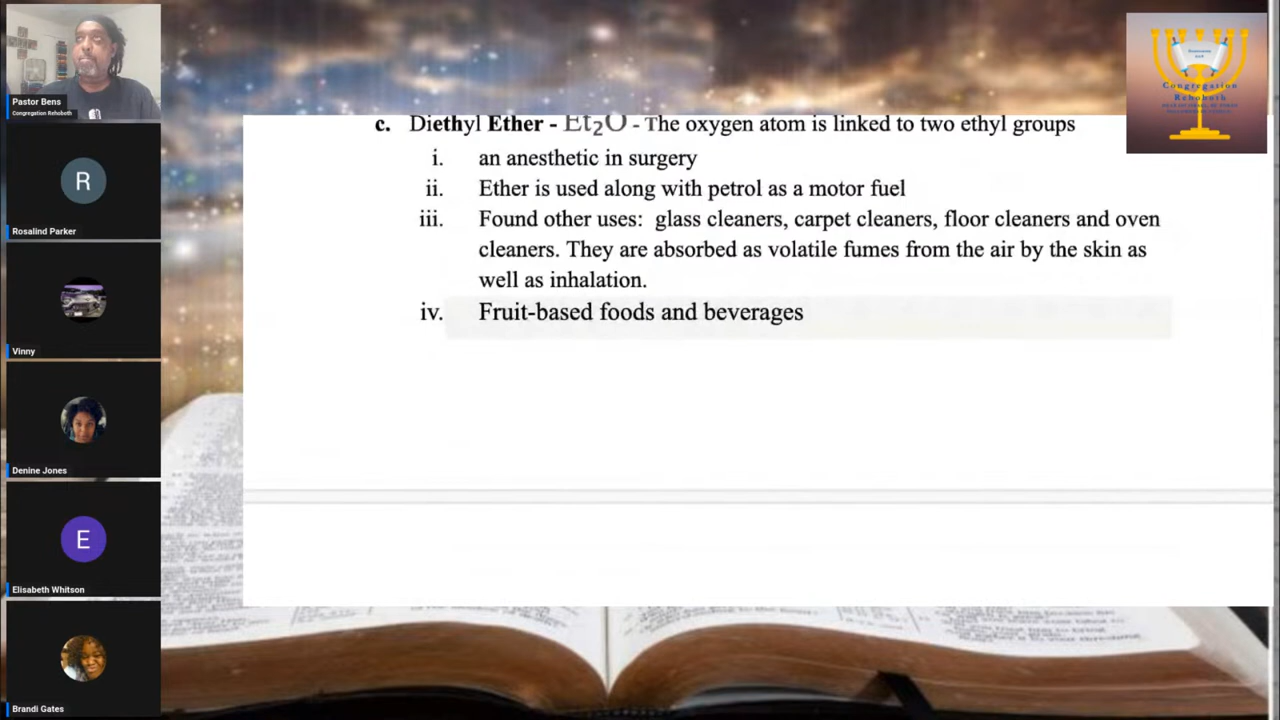 Pastor Bens
Congregation Rehoboth
R
Rosalind Parker
Vinny
Denine Jones
E
Elisabeth Whitson
Brandi Gates
c. Diethyl Ether - Et₂O - The oxygen atom is linked to two ethyl groups
i. an anesthetic in surgery
ii. Ether is used along with petrol as a motor fuel
iii. Found other uses: glass cleaners, carpet cleaners, floor cleaners and oven
cleaners. They are absorbed as volatile fumes from the air by the skin as
well as inhalation.
iv. Fruit-based foods and beverages
Congregation
Rehoboth